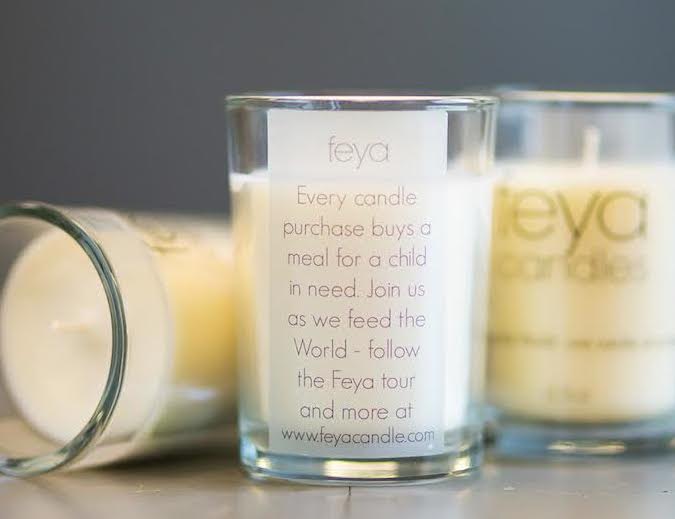 feya
Every candle
purchase buys a
meal for a child
in need. Join us
as we feed the
World - follow
the Feya tour
and more at
www.feyacandle.com
feya
candles